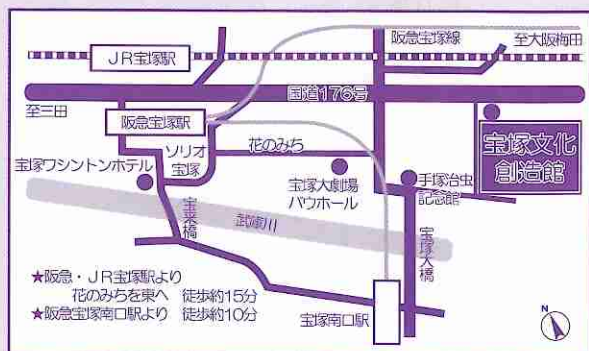 阪急宝塚線
至大阪梅田
JR宝塚駅
国道176号
至三田
阪急宝塚駅
花のみち
宝塚文化
創造館
ソリオ
宝塚
宝塚ワシントンホテル
宝塚大劇場
バウホール
手塚治虫
記念館
宝来橋
武庫川
宝塚大橋
★阪急・JR宝塚駅より
花のみちを東へ 徒歩約15分
★阪急宝塚南口駅より 徒歩約10分
宝塚南口駅
N